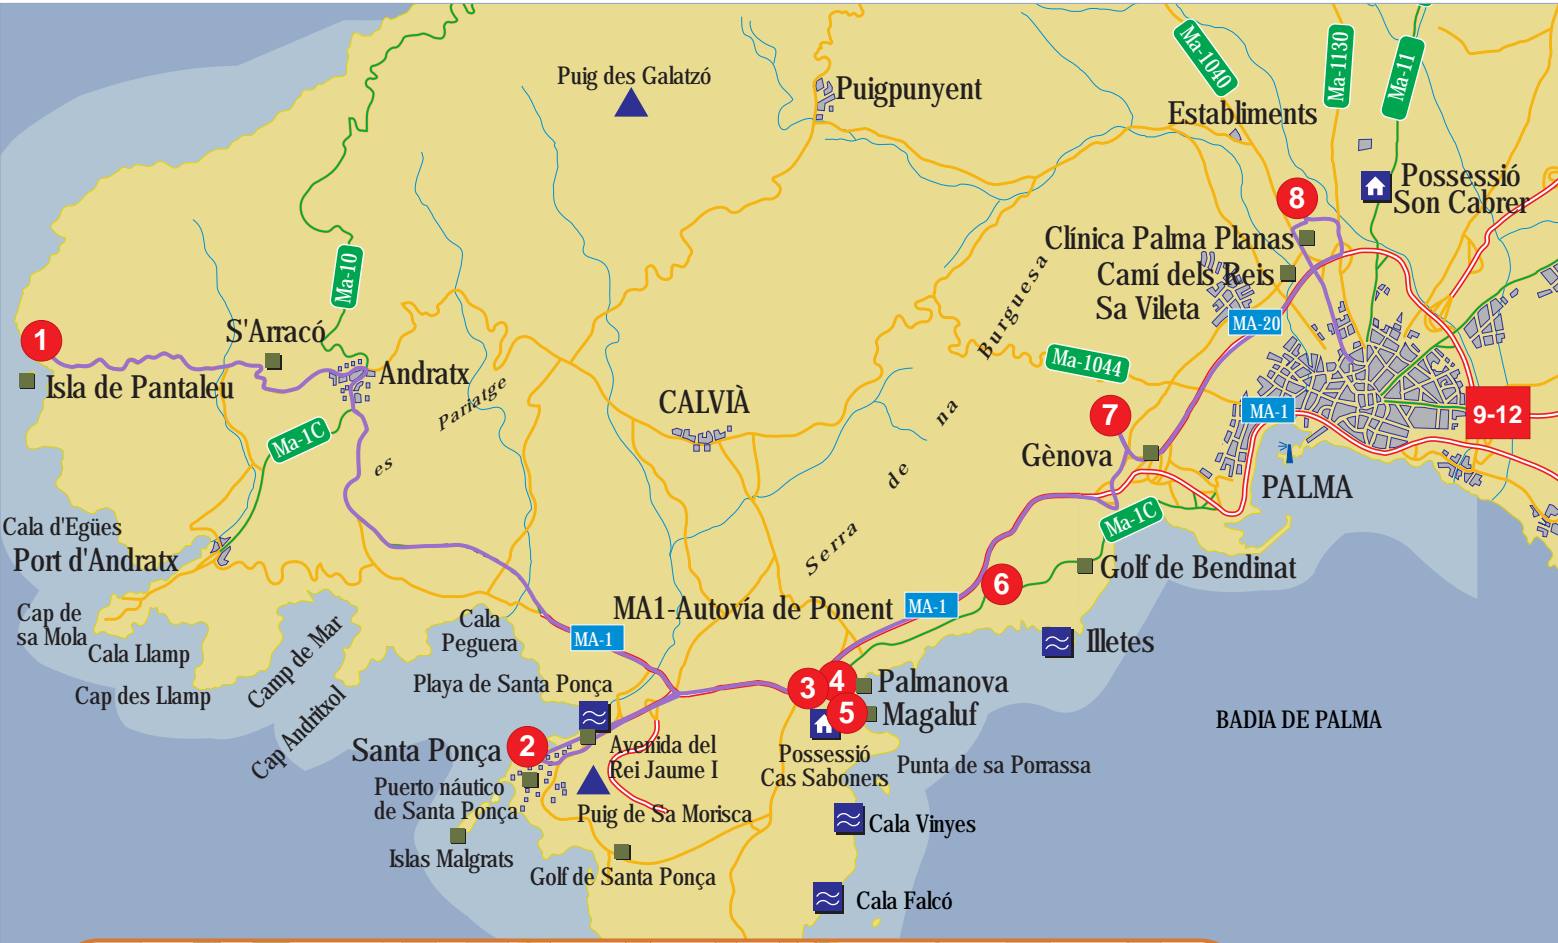 Puig des Galatzó
Puigpunyent
Ma-1040
Ma-1130
Ma-11
Establiments
Possessió
Son Cabrer
8
Clínica Palma Planas
Camí dels Reis
Sa Vileta
MA-20
Ma-10
1
S'Arracó
Isla de Pantaleu
Andratx
es Pariatge
CALVIÀ
Serra de na Burguesa
Ma-1044
7
Gènova
MA-1
9-12
PALMA
Ma-1C
Cala d'Egües
Port d'Andratx
Ma-1C
Golf de Bendinat
6
MA1-Autovía de Ponent
MA-1
Illetes
Cap de
sa Mola
Cala Llamp
Cap des Llamp
Camp de Mar
Cap Andritxol
Cala
Peguera
MA-1
Playa de Santa Ponça
3
4
5
Palmanova
Magaluf
BADIA DE PALMA
Santa Ponça
2
Avenida del
Rei Jaume I
Possessió
Cas Saboners
Punta de sa Porrassa
Puerto náutico
de Santa Ponça
Puig de Sa Morisca
Cala Vinyes
Islas Malgrats
Golf de Santa Ponça
Cala Falcó